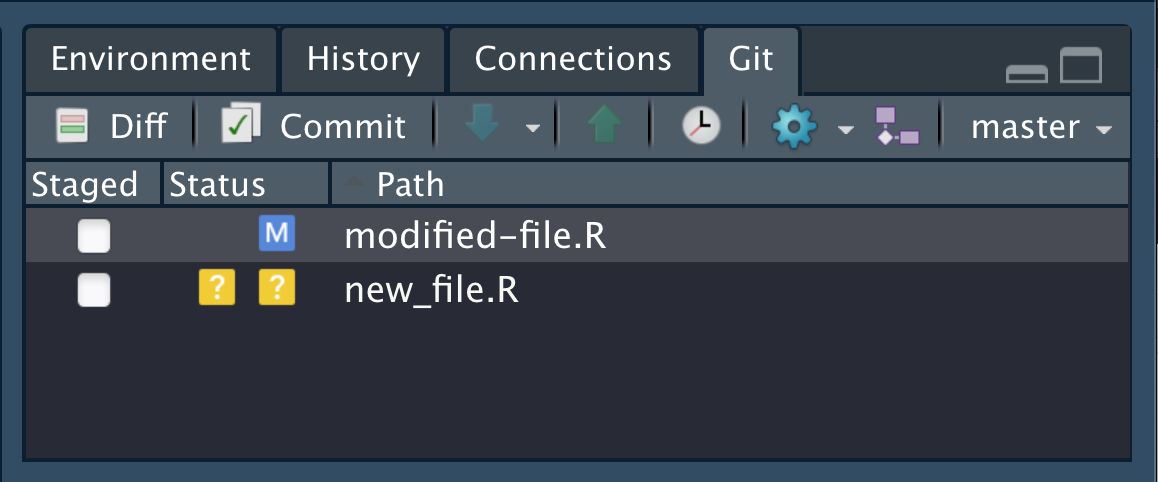 Environment History Connections Git
Diff Commit master
Staged Status Path
M modified-file.R
? ? new_file.R